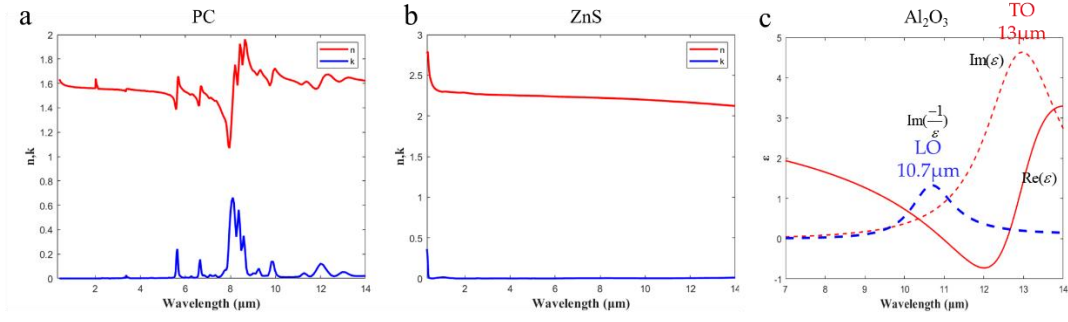 a
PC
n,k
2
1.8
1.6
1.4
1.2
1
0.8
0.6
0.4
0.2
0
2
4
6
8
10
12
14
Wavelength (μm)
n
k
b
ZnS
n,k
3
2.5
2
1.5
1
0.5
0
2
4
6
8
10
12
14
Wavelength (μm)
n
k
c
Al₂O₃
TO
13μm
Im(ε)
Im(-1/ε)
LO
10.7μm
Re(ε)
ε
5
4
3
2
1
0
-1
7
8
9
10
11
12
13
14
Wavelength (μm)